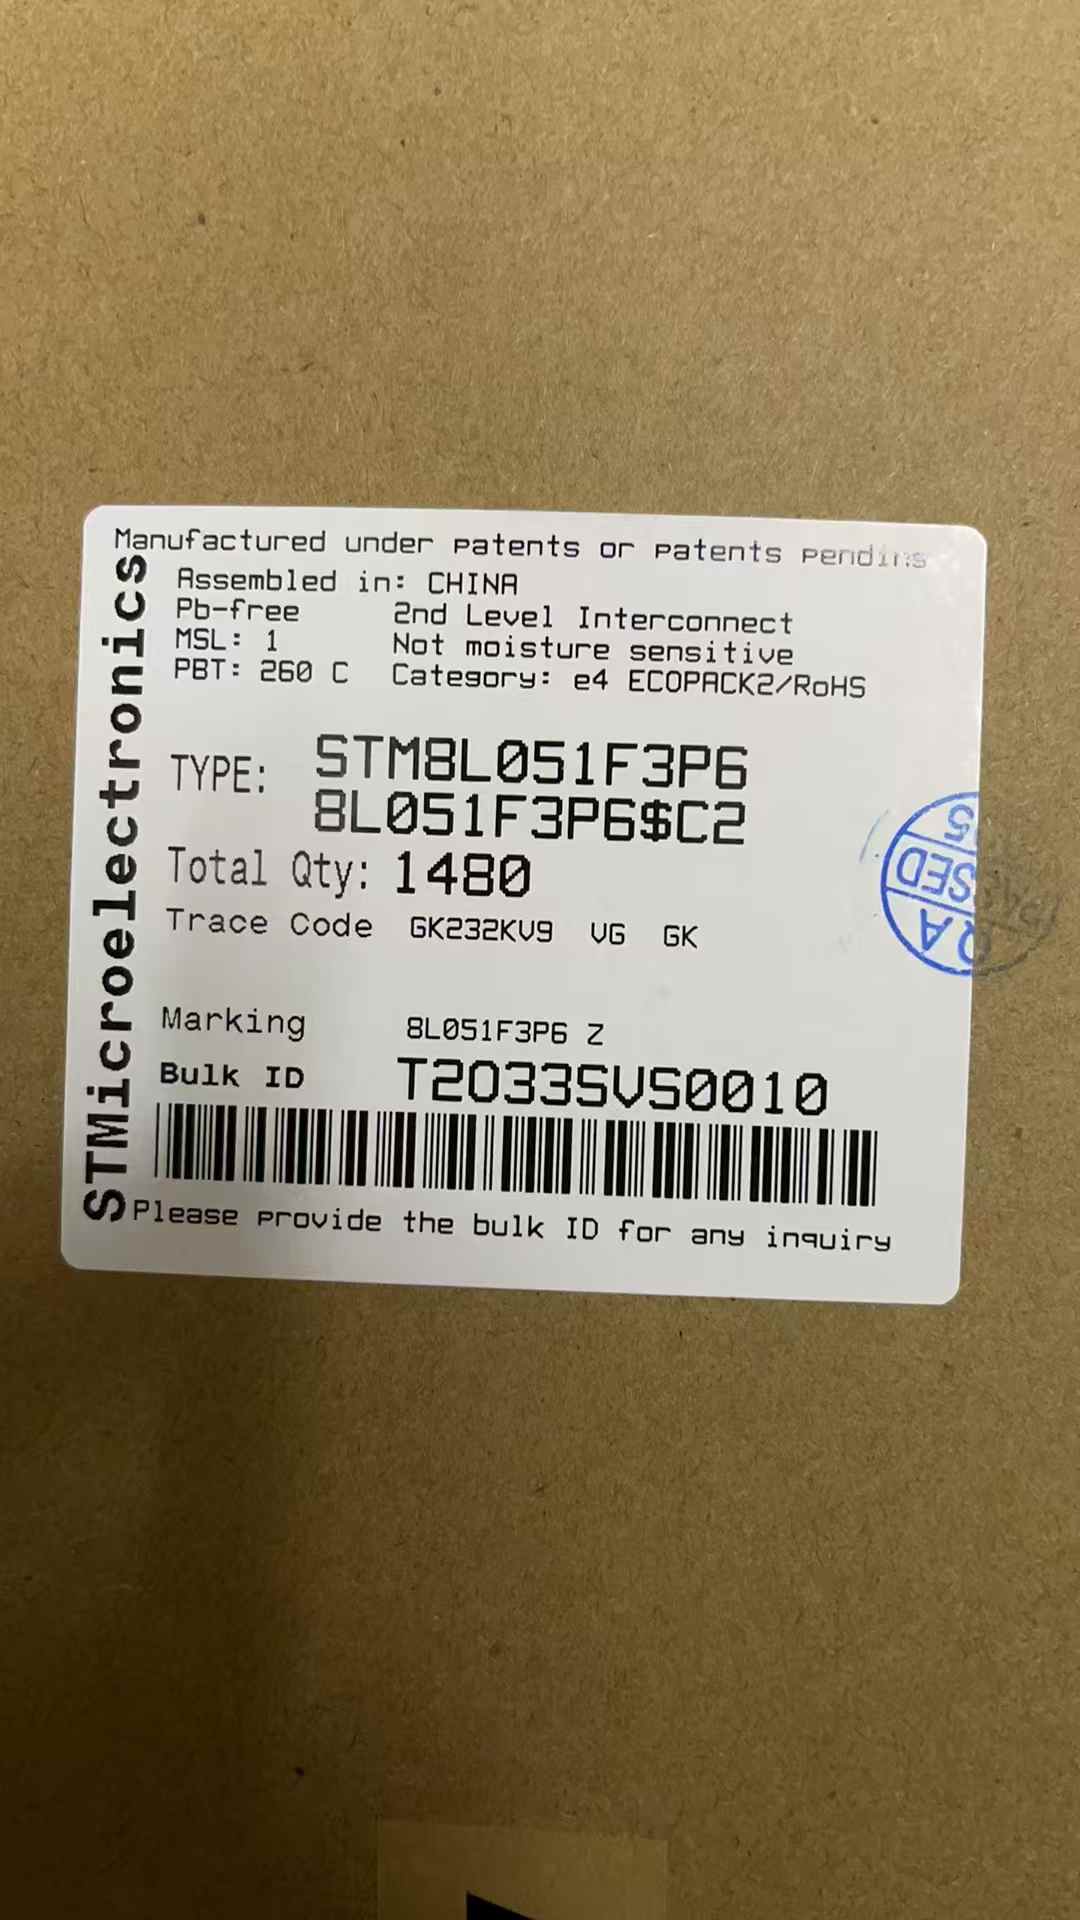 Manufactured under patents or patents pending
STMicroelectronics
Assembled in: CHINA
Pb-free 2nd Level Interconnect
MSL: 1 Not moisture sensitive
PBT: 260 C Category: e4 ECOPACK2/RoHS
TYPE: STM8L051F3P6
8L051F3P6$C2
Total Qty: 1480
Trace Code GK232KV9 VG GK
Marking 8L051F3P6 Z
Bulk ID T2033SVS0010
Please provide the bulk ID for any inquiry
QA
PASSED